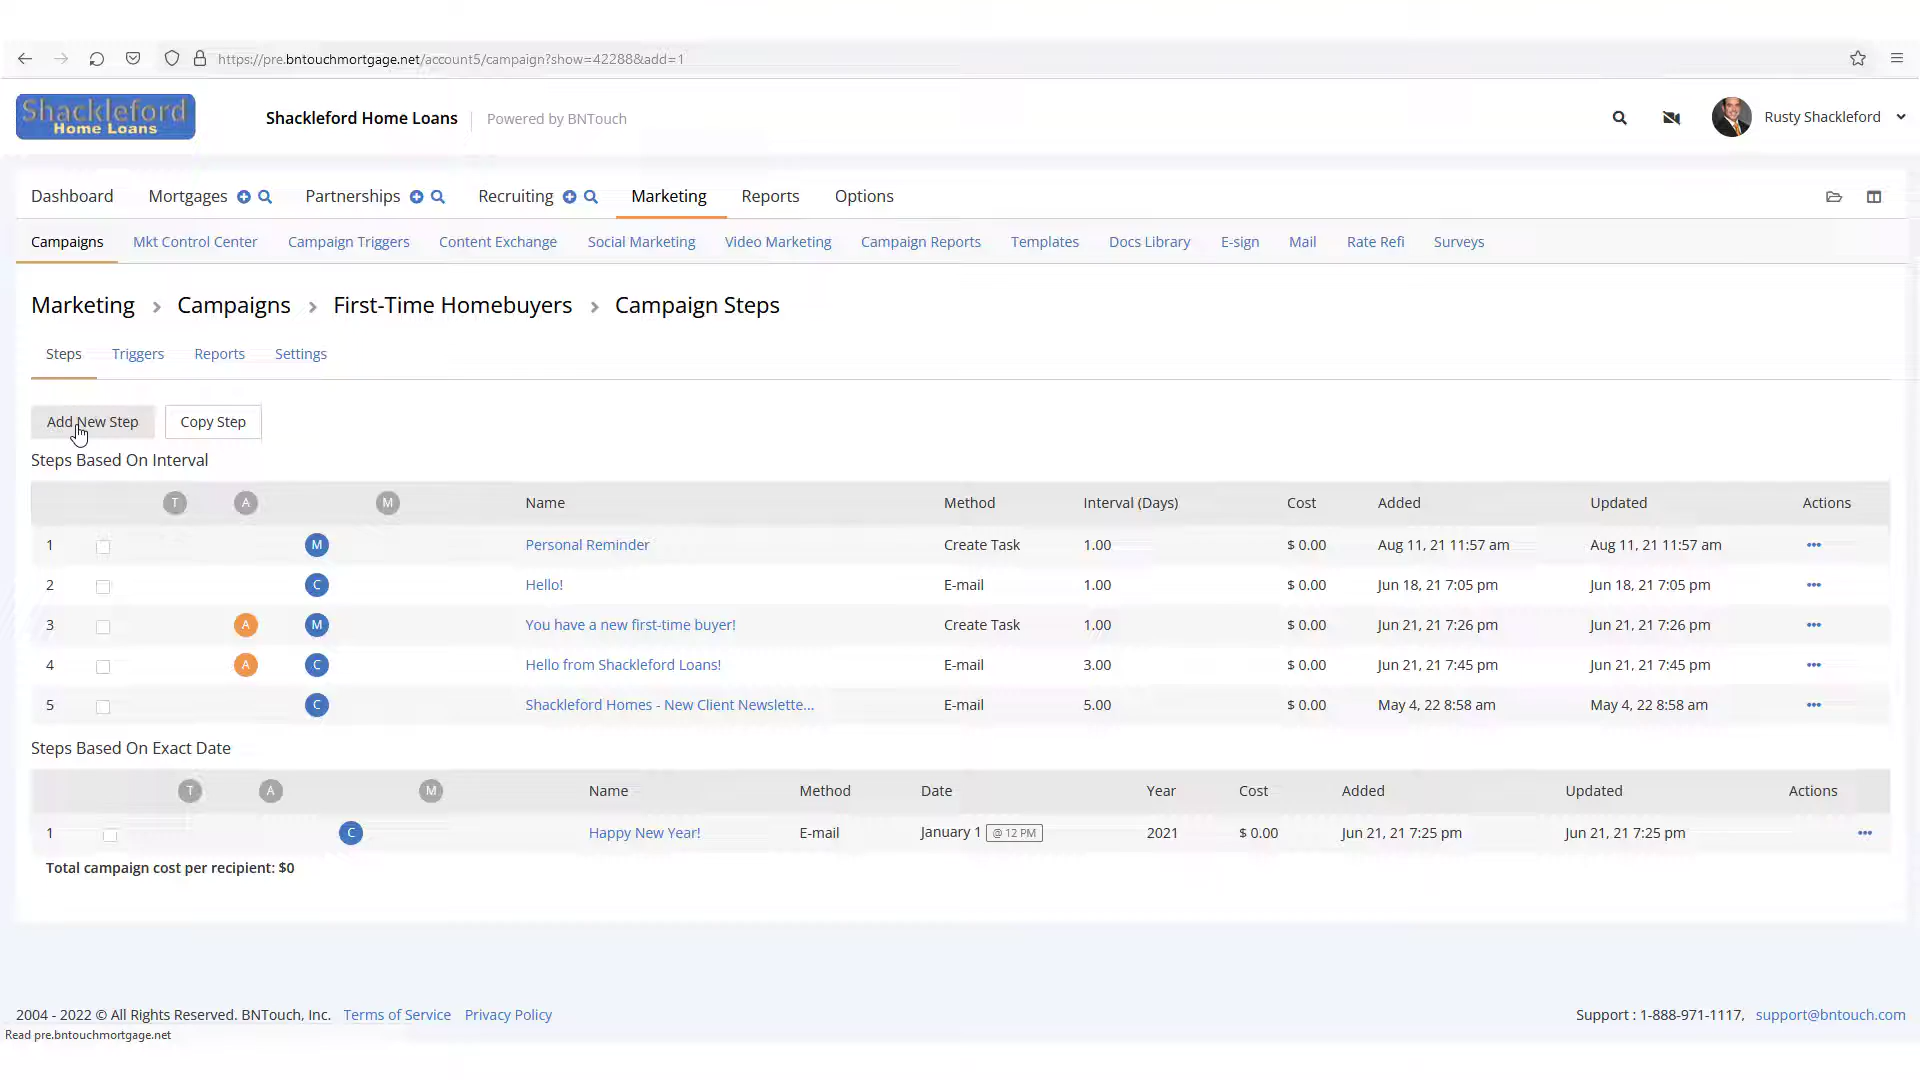 https://pre.bntouchmortgage.net/account5/campaign?show=42288&add=1
Shackleford
Home Loans
Shackleford Home Loans Powered by BNTouch
Rusty Shackleford
Dashboard Mortgages Partnerships Recruiting Marketing Reports Options
Campaigns Mkt Control Center Campaign Triggers Content Exchange Social Marketing Video Marketing Campaign Reports Templates Docs Library E-sign Mail Rate Refi Surveys
Marketing > Campaigns > First-Time Homebuyers > Campaign Steps
Steps Triggers Reports Settings
Add New Step Copy Step
Steps Based On Interval
T A M Name Method Interval (Days) Cost Added Updated Actions
1 M Personal Reminder Create Task 1.00 $ 0.00 Aug 11, 21 11:57 am Aug 11, 21 11:57 am
2 C Hello! E-mail 1.00 $ 0.00 Jun 18, 21 7:05 pm Jun 18, 21 7:05 pm
3 A M You have a new first-time buyer! Create Task 1.00 $ 0.00 Jun 21, 21 7:26 pm Jun 21, 21 7:26 pm
4 A C Hello from Shackleford Loans! E-mail 3.00 $ 0.00 Jun 21, 21 7:45 pm Jun 21, 21 7:45 pm
5 C Shackleford Homes - New Client Newslette... E-mail 5.00 $ 0.00 May 4, 22 8:58 am May 4, 22 8:58 am
Steps Based On Exact Date
T A M Name Method Date Year Cost Added Updated Actions
1 C Happy New Year! E-mail January 1 @ 12 PM 2021 $ 0.00 Jun 21, 21 7:25 pm Jun 21, 21 7:25 pm
Total campaign cost per recipient: $0
2004 - 2022 © All Rights Reserved. BNTouch, Inc. Terms of Service Privacy Policy Support : 1-888-971-1117, support@bntouch.com
Read pre.bntouchmortgage.net